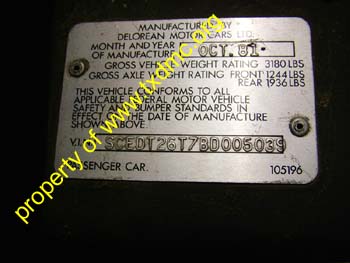 MANUFACTURED BY
DELOREAN MOTOR CARS LTD.
MONTH AND YEAR
OF MANUFACTURE OCT. 81
GROSS VEHICLE WEIGHT RATING 3180 LBS
GROSS AXLE WEIGHT RATING FRONT 1244 LBS
REAR 1936 LBS
THIS VEHICLE CONFORMS TO ALL
APPLICABLE FEDERAL MOTOR VEHICLE
SAFETY AND BUMPER STANDARDS IN
EFFECT ON THE DATE OF MANUFACTURE
SHOWN ABOVE
V.I. SCEDT26T7BD005039
PASSENGER CAR. 105196
property of www.dxdmc.org